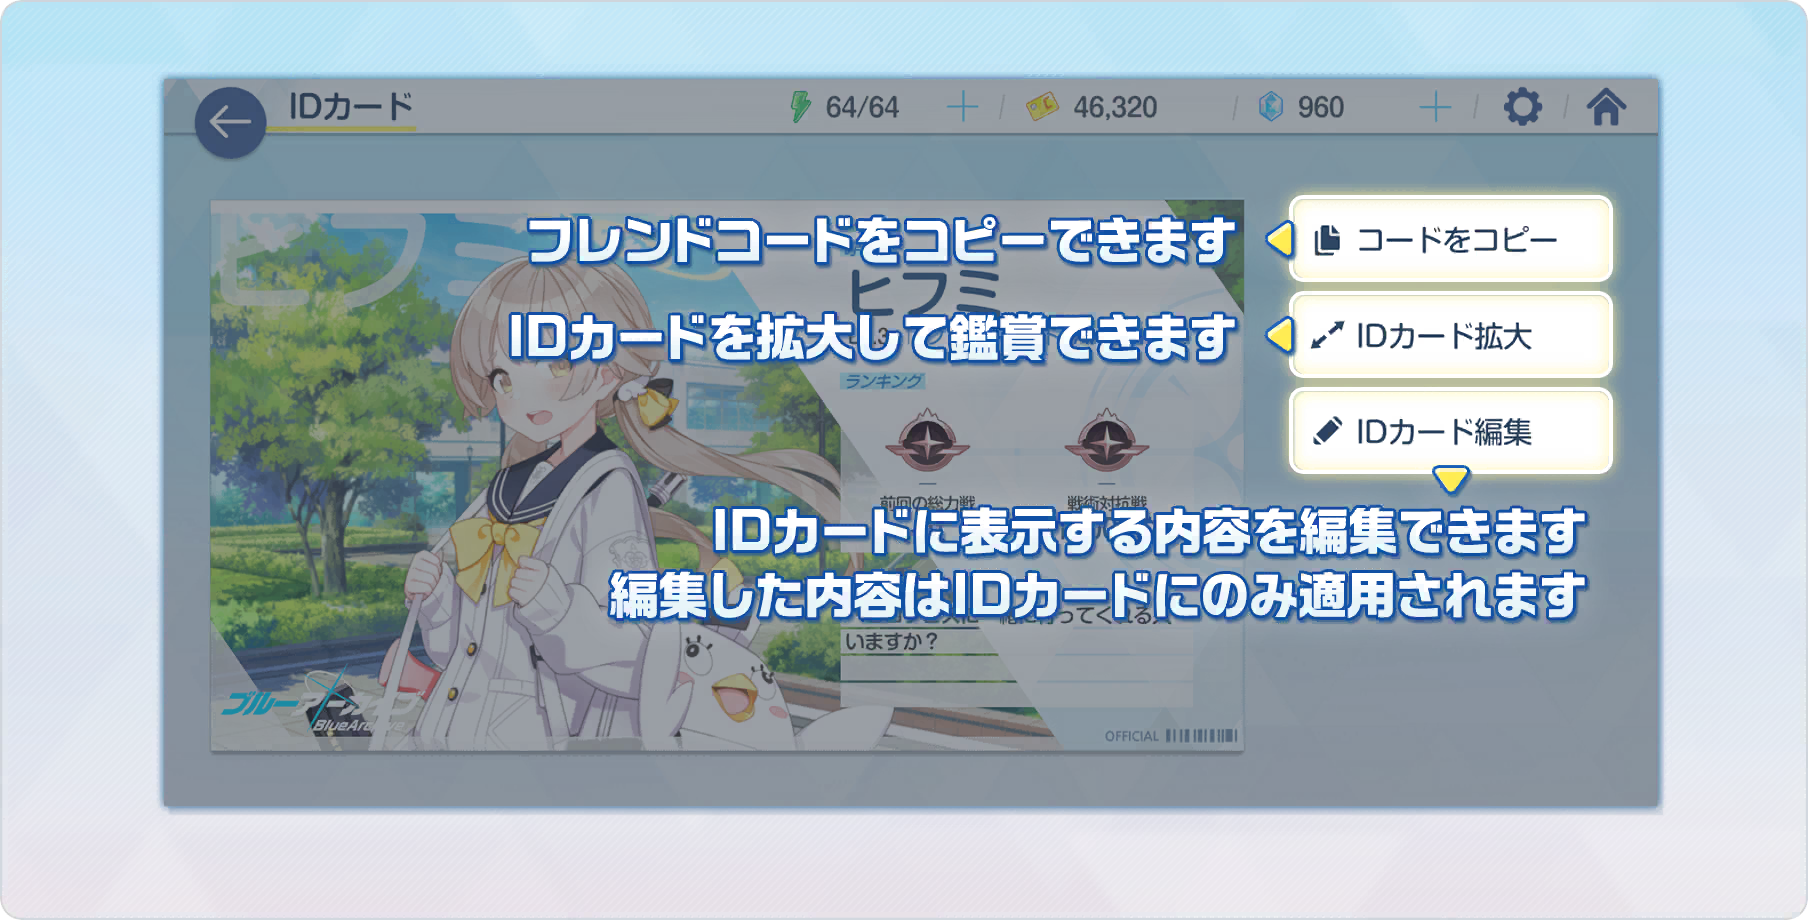 IDカード
64/64
46,320
960
ヒフミ
フレンドコードをコピーできます
コードをコピー
ヒフミ
IDカードを拡大して鑑賞できます
IDカード拡大
ランキング
IDカード編集
前回の総力戦
戦術対抗戦
IDカードに表示する内容を編集できます
編集した内容はIDカードにのみ適用されます
いますか？
ブルーアーカイブ
BlueArchive
OFFICIAL